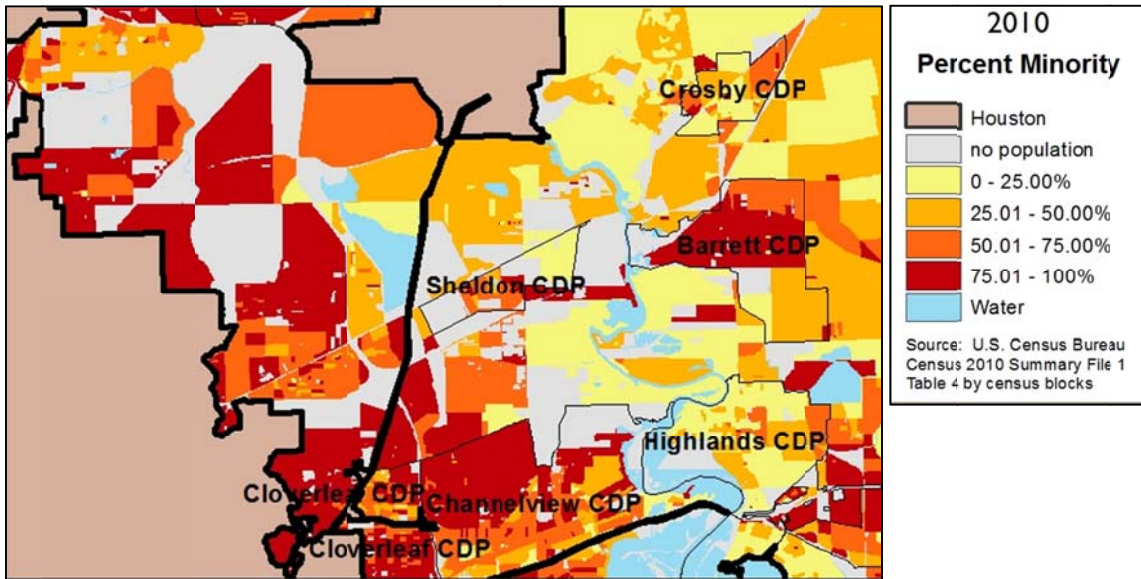 Crosby CDP
Barrett CDP
Sheldon CDP
Highlands CDP
Cloverleaf CDP
Channelview CDP
Cloverleaf CDP
2010
Percent Minority
Houston
no population
0 - 25.00%
25.01 - 50.00%
50.01 - 75.00%
75.01 - 100%
Water
Source: U.S. Census Bureau
Census 2010 Summary File 1
Table 4 by census blocks